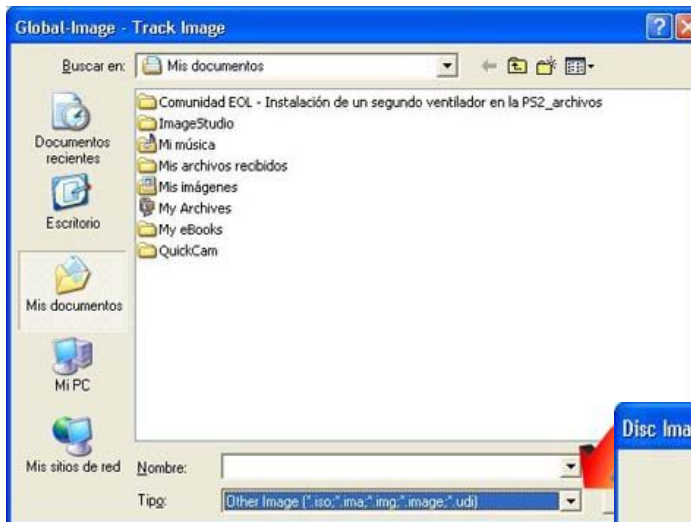 Global-Image - Track Image
Buscar en:
Mis documentos
Comunidad EOL - Instalación de un segundo ventilador en la PS2_archivos
ImageStudio
Mi música
Mis archivos recibidos
Mis imágenes
My Archives
My eBooks
QuickCam
Documentos
recientes
Escritorio
Mis documentos
Mi PC
Mis sitios de red
Nombre:
Tipo:
Other Image (*.iso;*.ima;*.img;*.image;*.udi)
Disc Ima